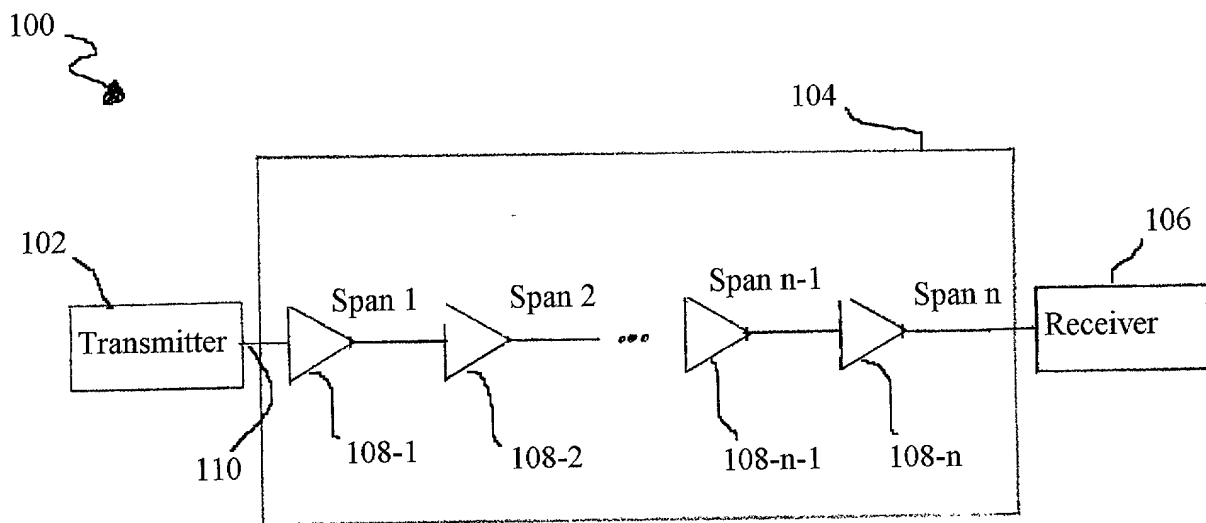 100
104
102
106
Span 1
Span 2
Span n-1
Span n
Transmitter
Receiver
110
108-1
108-2
108-n-1
108-n